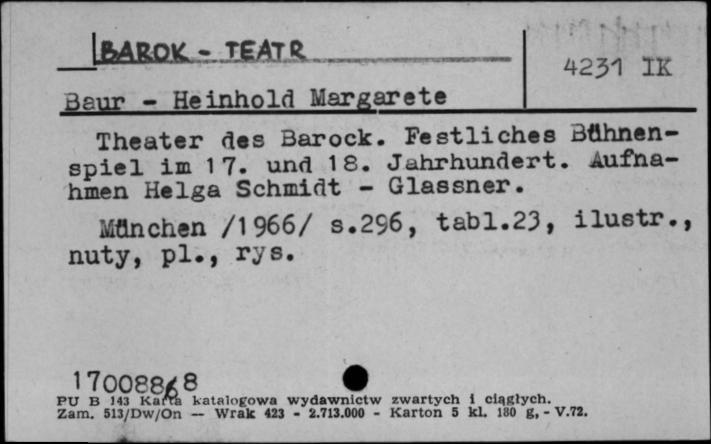 BAROK - TEATR
4231 IK
Baur - Heinhold Margarete
Theater des Barock. Festliches Bühnen-
spiel im 17. und 18. Jahrhundert. Aufna-
hmen Helga Schmidt - Glassner.
München /1966/ s.296, tabl.23, ilustr.,
nuty, pl., rys.
17008868
PU B 143 Karta katalogowa wydawnictw zwartych i ciągłych.
Zam. 513/Dw/On — Wrak 423 - 2.713.000 - Karton 5 kl. 180 g, - V.72.